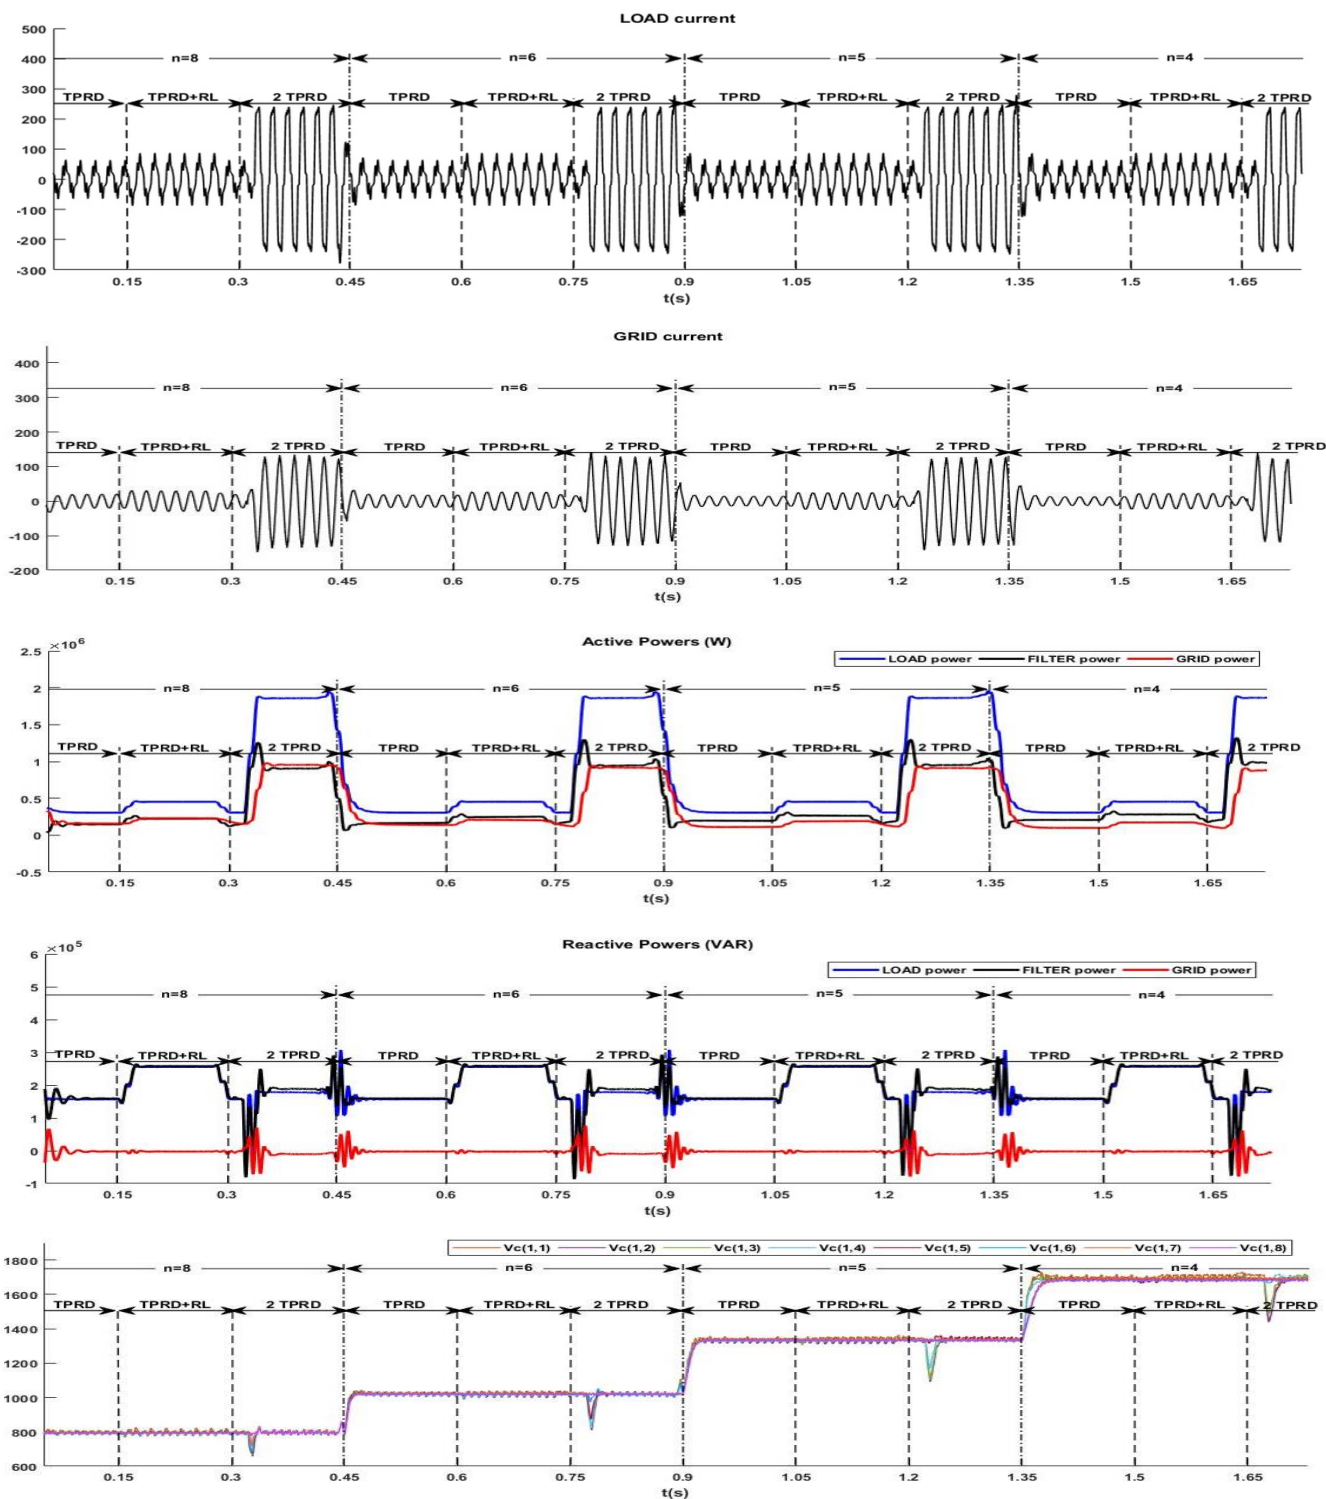 LOAD current
500
400
300
200
100
0
-100
-200
-300
n=8 n=6 n=5 n=4
TPRD TPRD+RL 2 TPRD TPRD TPRD+RL 2 TPRD TPRD TPRD+RL 2 TPRD TPRD TPRD+RL 2 TPRD
0.15 0.3 0.45 0.6 0.75 0.9 1.05 1.2 1.35 1.5 1.65
t(s)
GRID current
400
300
200
100
0
-100
-200
n=8 n=6 n=5 n=4
TPRD TPRD+RL 2 TPRD TPRD TPRD+RL 2 TPRD TPRD TPRD+RL 2 TPRD TPRD TPRD+RL 2 TPRD
0.15 0.3 0.45 0.6 0.75 0.9 1.05 1.2 1.35 1.5 1.65
t(s)
Active Powers (W)
×10⁶
LOAD power FILTER power GRID power
2.5
2
1.5
1
0.5
0
-0.5
n=8 n=6 n=5 n=4
TPRD TPRD+RL 2 TPRD TPRD TPRD+RL 2 TPRD TPRD TPRD+RL 2 TPRD TPRD TPRD+RL 2 TPRD
0.15 0.3 0.45 0.6 0.75 0.9 1.05 1.2 1.35 1.5 1.65
t(s)
Reactive Powers (VAR)
×10⁵
LOAD power FILTER power GRID power
6
5
4
3
2
1
0
-1
n=8 n=6 n=5 n=4
TPRD TPRD+RL 2 TPRD TPRD TPRD+RL 2 TPRD TPRD TPRD+RL 2 TPRD TPRD TPRD+RL 2 TPRD
0.15 0.3 0.45 0.6 0.75 0.9 1.05 1.2 1.35 1.5 1.65
t(s)
Vc(1,1) Vc(1,2) Vc(1,3) Vc(1,4) Vc(1,5) Vc(1,6) Vc(1,7) Vc(1,8)
1800
1600
1400
1200
1000
800
600
n=8 n=6 n=5 n=4
TPRD TPRD+RL 2 TPRD TPRD TPRD+RL 2 TPRD TPRD TPRD+RL 2 TPRD TPRD TPRD+RL 2 TPRD
0.15 0.3 0.45 0.6 0.75 0.9 1.05 1.2 1.35 1.5 1.65
t(s)